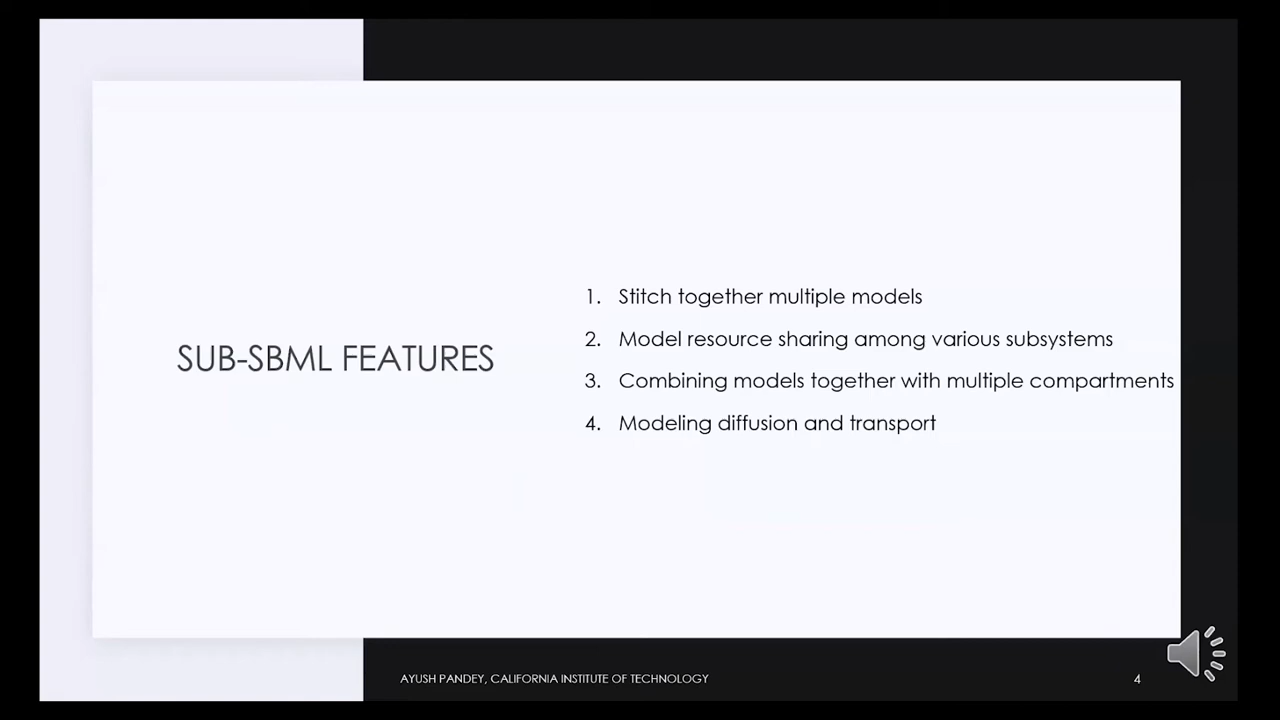 SUB-SBML FEATURES
1. Stitch together multiple models
2. Model resource sharing among various subsystems
3. Combining models together with multiple compartments
4. Modeling diffusion and transport
AYUSH PANDEY, CALIFORNIA INSTITUTE OF TECHNOLOGY
4